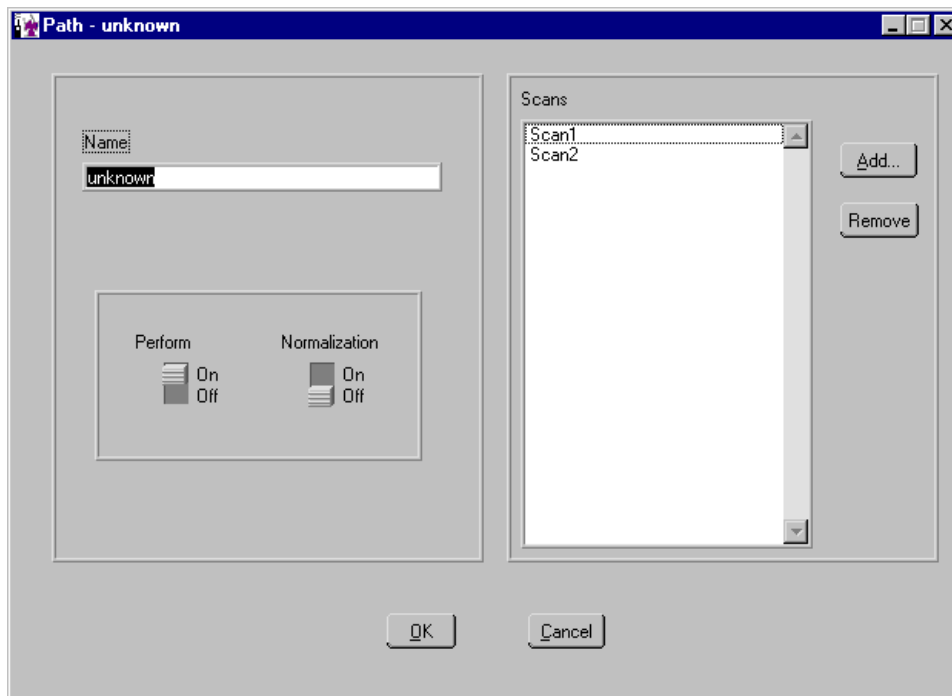 Path - unknown
Name
unknown
Perform
On
Off
Normalization
On
Off
Scans
Scan1
Scan2
Add...
Remove
OK
Cancel